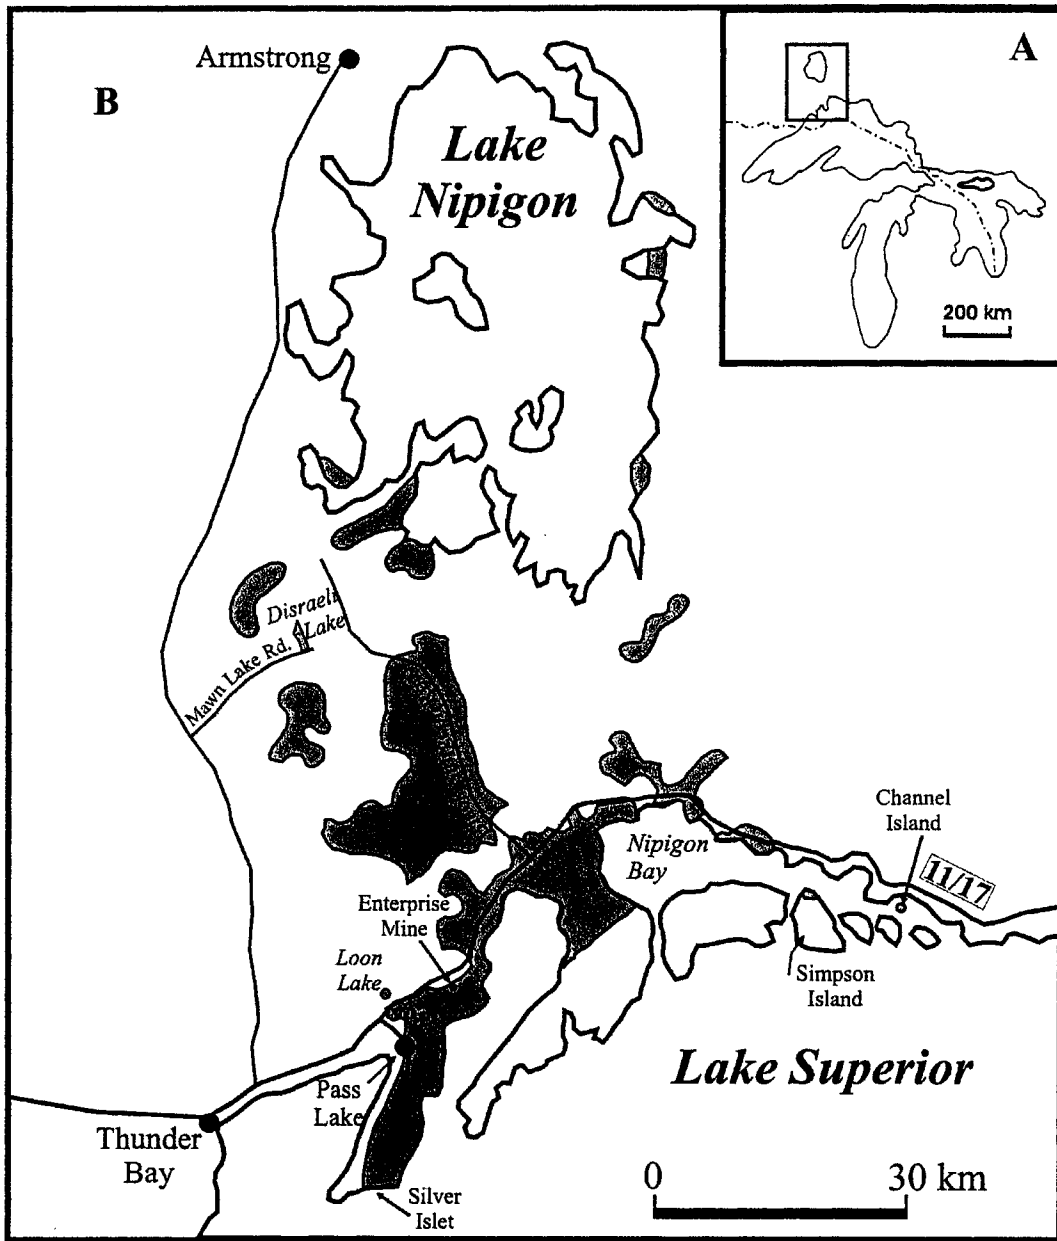 Armstrong
B
A
Lake
Nipigon
200 km
Disraeli
Lake
Mawn Lake Rd.
Channel
Island
Nipigon
Bay
11/17
Enterprise
Mine
Loon
Lake
Simpson
Island
Lake Superior
Pass
Lake
Thunder
Bay
Silver
Islet
0 30 km